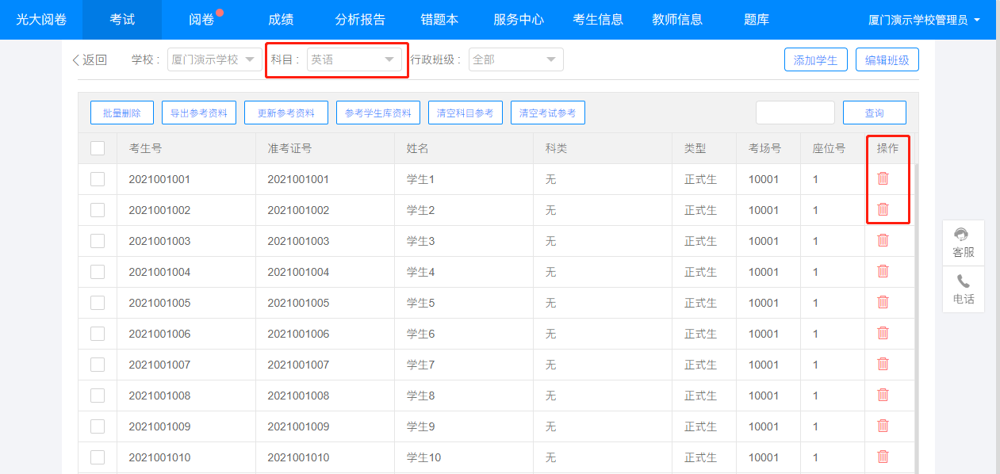 光大阅卷 考试 阅卷 成绩 分析报告 错题本 服务中心 考生信息 教师信息 题库 厦门演示学校管理员
返回 学校： 厦门演示学校 科目： 英语 行政班级： 全部 添加学生 编辑班级
批量删除 导出参考资料 更新参考资料 参考学生库资料 清空科目参考 清空考试参考 查询
考生号 准考证号 姓名 科类 类型 考场号 座位号 操作
2021001001 2021001001 学生1 无 正式生 10001 1
2021001002 2021001002 学生2 无 正式生 10001 1
2021001003 2021001003 学生3 无 正式生 10001 1
2021001004 2021001004 学生4 无 正式生 10001 1
2021001005 2021001005 学生5 无 正式生 10001 1
2021001006 2021001006 学生6 无 正式生 10001 1
2021001007 2021001007 学生7 无 正式生 10001 1
2021001008 2021001008 学生8 无 正式生 10001 1
2021001009 2021001009 学生9 无 正式生 10001 1
2021001010 2021001010 学生10 无 正式生 10001 1
客服
电话